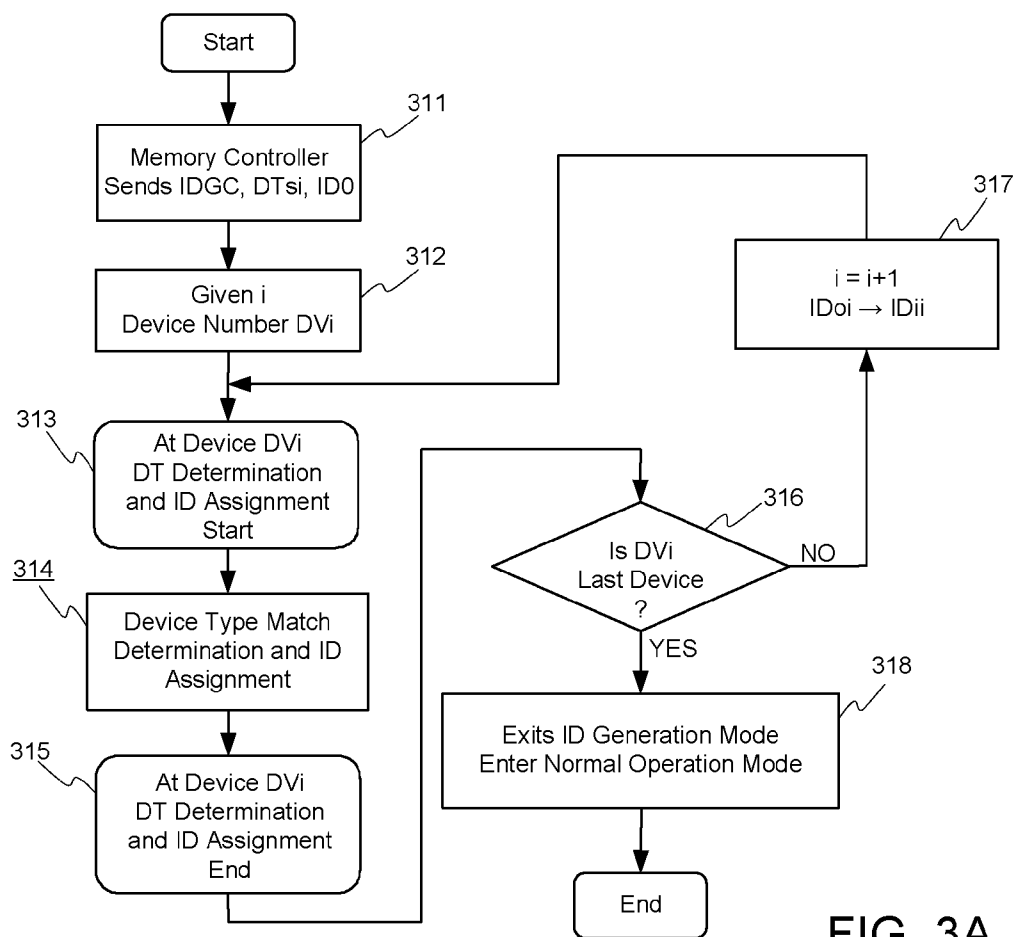 Start
311
Memory Controller
Sends IDGC, DTsi, ID0
312
Given i
Device Number DVi
313
At Device DVi
DT Determination
and ID Assignment
Start
314
Device Type Match
Determination and ID
Assignment
315
At Device DVi
DT Determination
and ID Assignment
End
316
Is DVi
Last Device
?
NO
YES
317
i = i+1
IDoi → IDii
318
Exits ID Generation Mode
Enter Normal Operation Mode
End
FIG. 3A